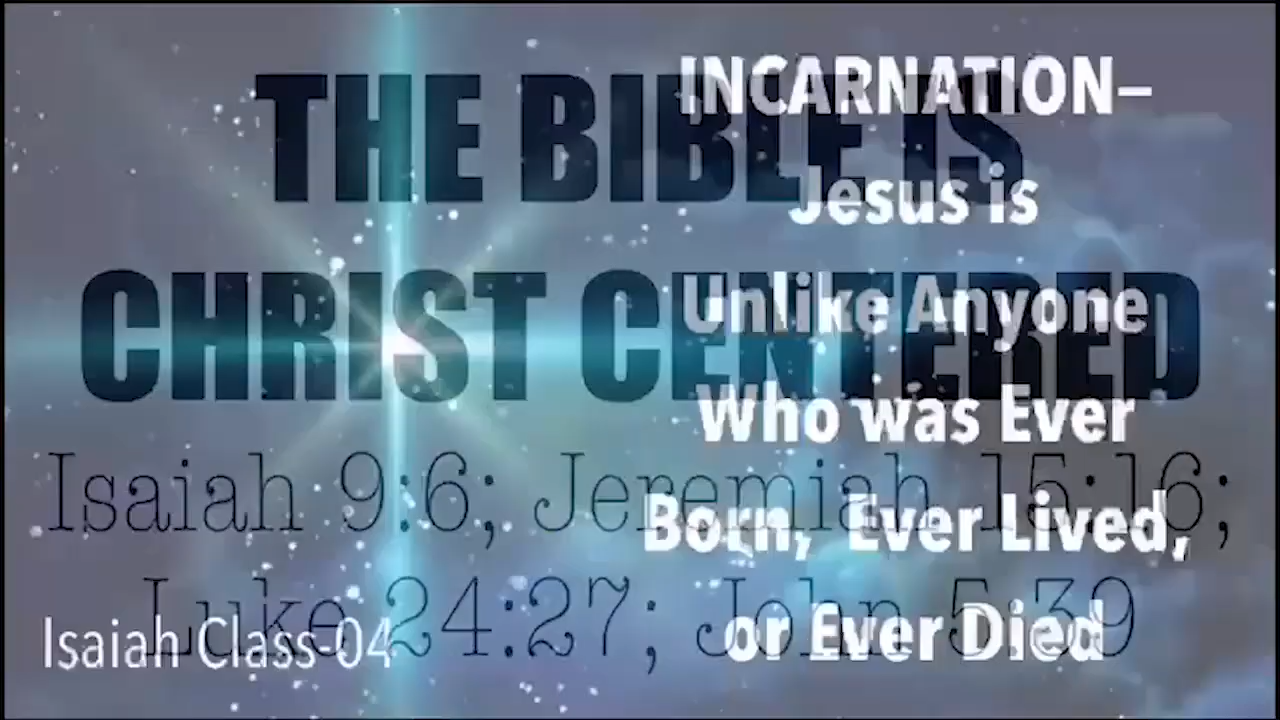 THE BIBLE IS
CHRIST CENTERED
Isaiah 9:6; Jeremiah 15:16;
Luke 24:27; John 5:39
INCARNATION—
Jesus is
Unlike Anyone
Who was Ever
Born, Ever Lived,
or Ever Died
Isaiah Class-04